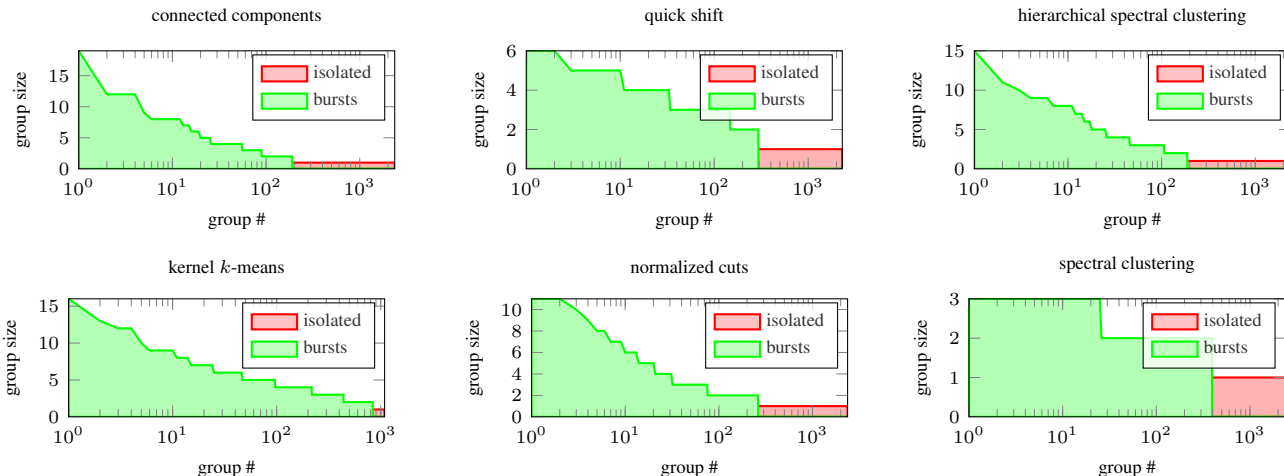 connected components
group size
15
10
5
0
10^0 10^1 10^2 10^3
group #
isolated
bursts
quick shift
group size
6
4
2
0
10^0 10^1 10^2 10^3
group #
isolated
bursts
hierarchical spectral clustering
group size
15
10
5
0
10^0 10^1 10^2 10^3
group #
isolated
bursts
kernel k-means
group size
15
10
5
0
10^0 10^1 10^2 10^3
group #
isolated
bursts
normalized cuts
group size
10
8
6
4
2
0
10^0 10^1 10^2 10^3
group #
isolated
bursts
spectral clustering
group size
3
2
1
0
10^0 10^1 10^2 10^3
group #
isolated
bursts